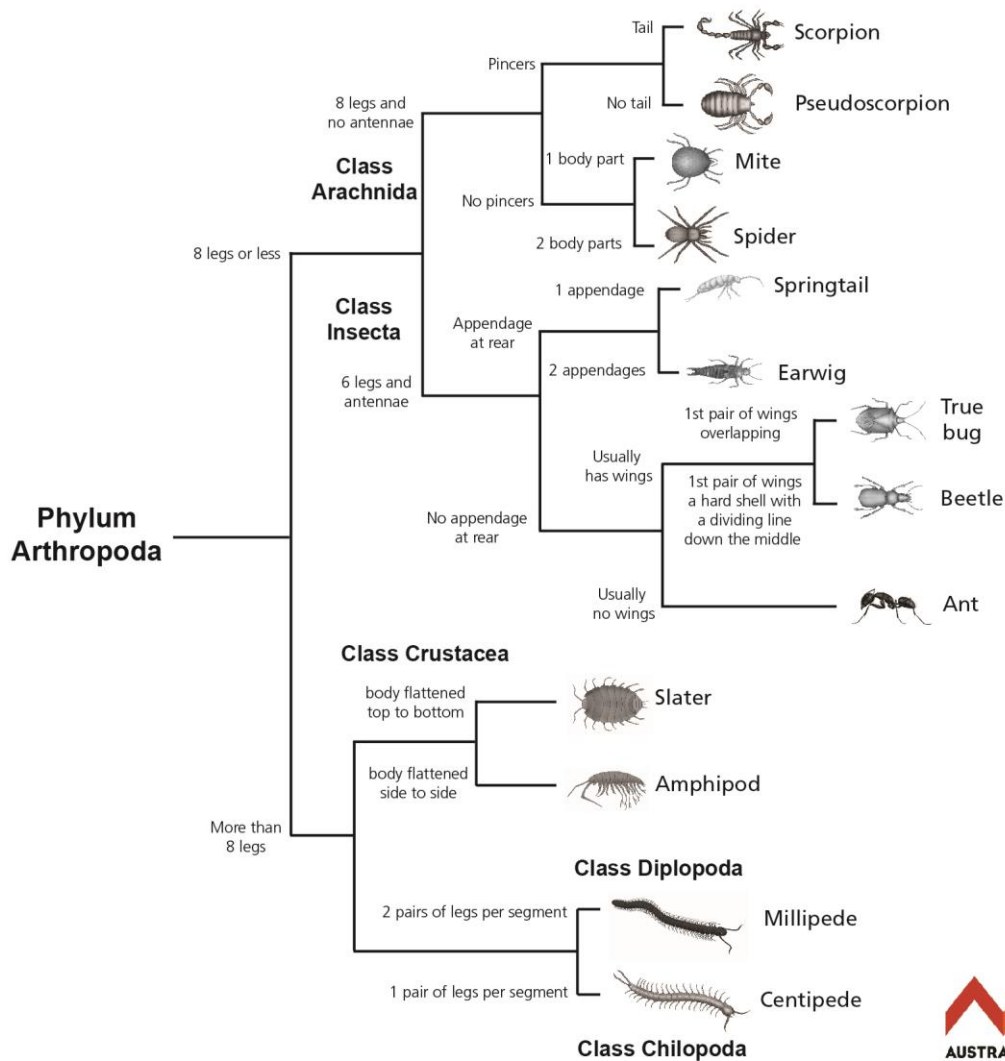 Tail
Scorpion
Pincers
8 legs and
no antennae
No tail
Pseudoscorpion
Class
Arachnida
1 body part
Mite
No pincers
2 body parts
Spider
8 legs or less
Class
Insecta
1 appendage
Springtail
Appendage
at rear
6 legs and
antennae
2 appendages
Earwig
1st pair of wings
overlapping
True
bug
Usually
has wings
1st pair of wings
a hard shell with
a dividing line
down the middle
Beetle
No appendage
at rear
Phylum
Arthropoda
Usually
no wings
Ant
Class Crustacea
body flattened
top to bottom
Slater
body flattened
side to side
Amphipod
More than
8 legs
Class Diplopoda
2 pairs of legs per segment
Millipede
1 pair of legs per segment
Centipede
Class Chilopoda
AUSTRA